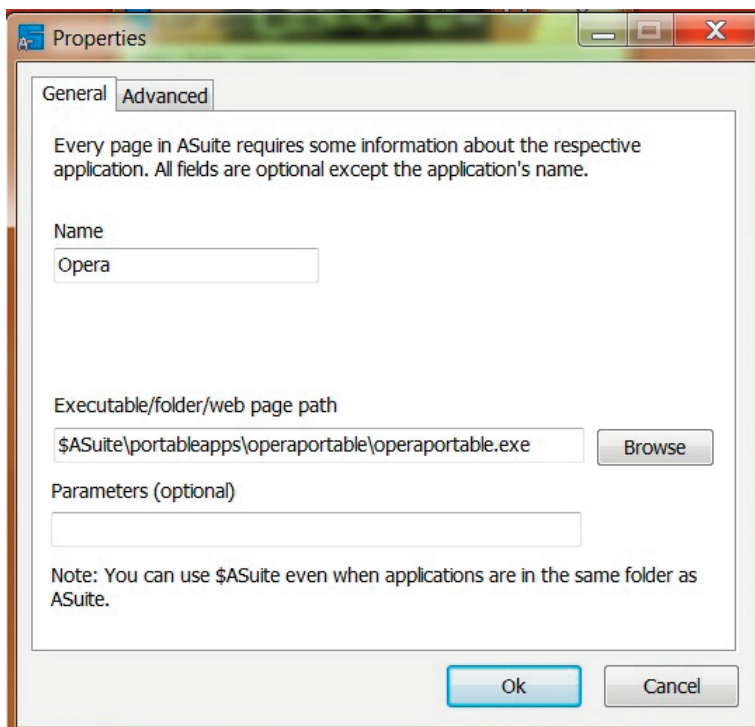 Properties
General
Advanced
Every page in ASuite requires some information about the respective
application. All fields are optional except the application's name.
Name
Opera
Executable/folder/web page path
$ASuite\portableapps\operaportable\operaportable.exe
Browse
Parameters (optional)
Note: You can use $ASuite even when applications are in the same folder as
ASuite.
Ok
Cancel